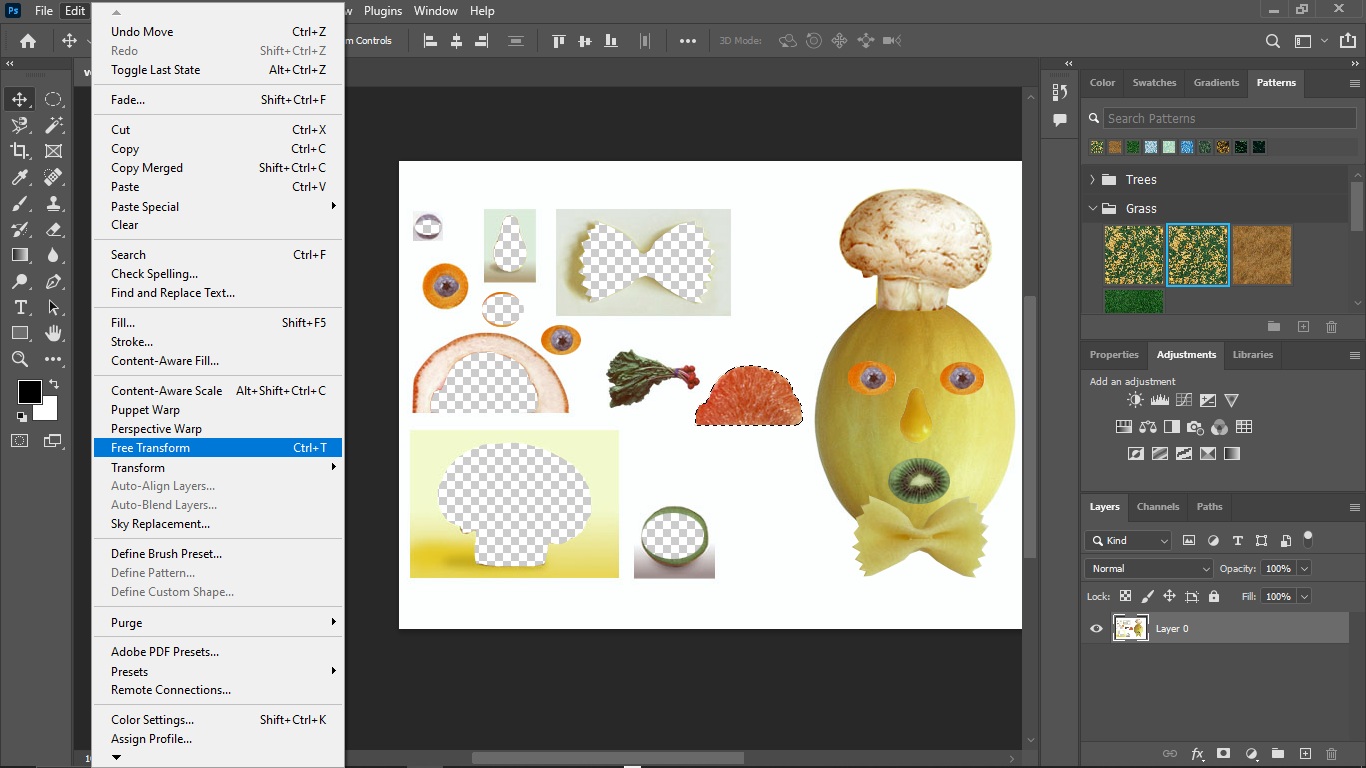 Ps File Edit Plugins Window Help
Undo Move Ctrl+Z
Redo Shift+Ctrl+Z
Toggle Last State Alt+Ctrl+Z
Fade... Shift+Ctrl+F
Cut Ctrl+X
Copy Ctrl+C
Copy Merged Shift+Ctrl+C
Paste Ctrl+V
Paste Special
Clear
Search Ctrl+F
Check Spelling...
Find and Replace Text...
Fill... Shift+F5
Stroke...
Content-Aware Fill...
Content-Aware Scale Alt+Shift+Ctrl+C
Puppet Warp
Perspective Warp
Free Transform Ctrl+T
Transform
Auto-Align Layers...
Auto-Blend Layers...
Sky Replacement...
Define Brush Preset...
Define Pattern...
Define Custom Shape...
Purge
Adobe PDF Presets...
Presets
Remote Connections...
Color Settings... Shift+Ctrl+K
Assign Profile...
Controls
3D Mode:
Color Swatches Gradients Patterns
Search Patterns
Trees
Grass
Properties Adjustments Libraries
Add an adjustment
Layers Channels Paths
Kind
Normal Opacity: 100%
Lock: Fill: 100%
Layer 0
fx